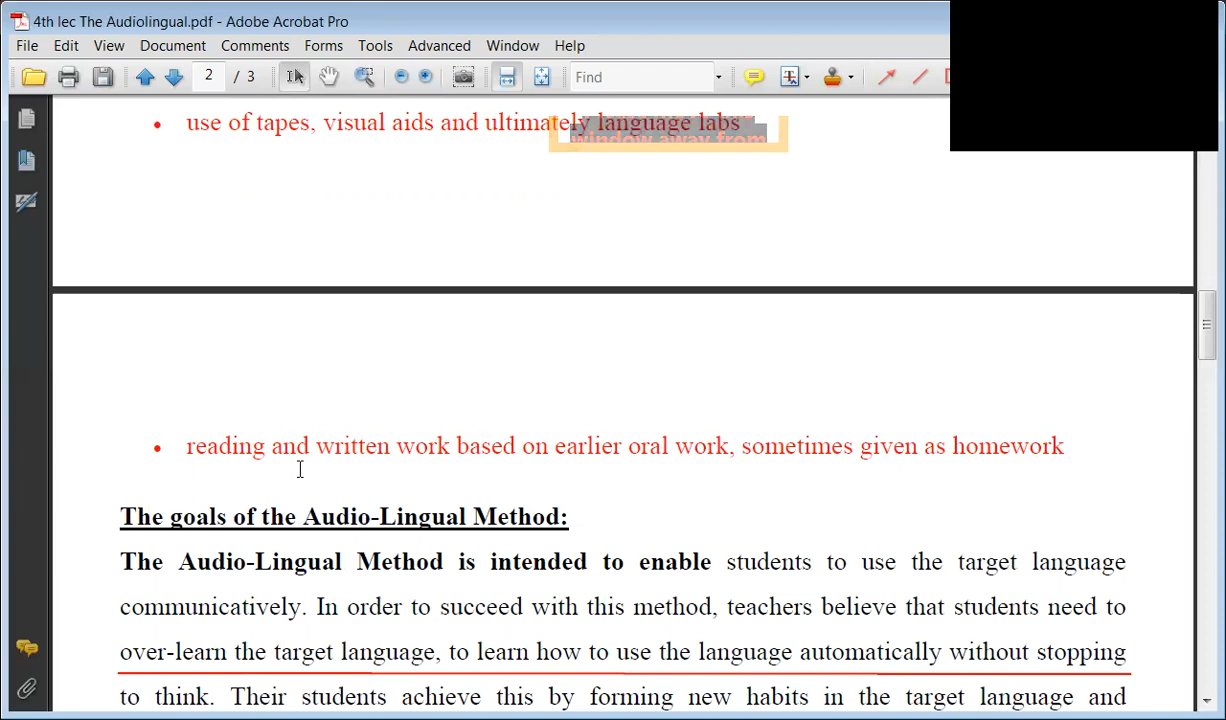 4th lec The Audiolingual.pdf - Adobe Acrobat Pro
File Edit View Document Comments Forms Tools Advanced Window Help
2 / 3 Find
• use of tapes, visual aids and ultimately language labs
window away from
• reading and written work based on earlier oral work, sometimes given as homework
The goals of the Audio-Lingual Method:
The Audio-Lingual Method is intended to enable students to use the target language
communicatively. In order to succeed with this method, teachers believe that students need to
over-learn the target language, to learn how to use the language automatically without stopping
to think. Their students achieve this by forming new habits in the target language and